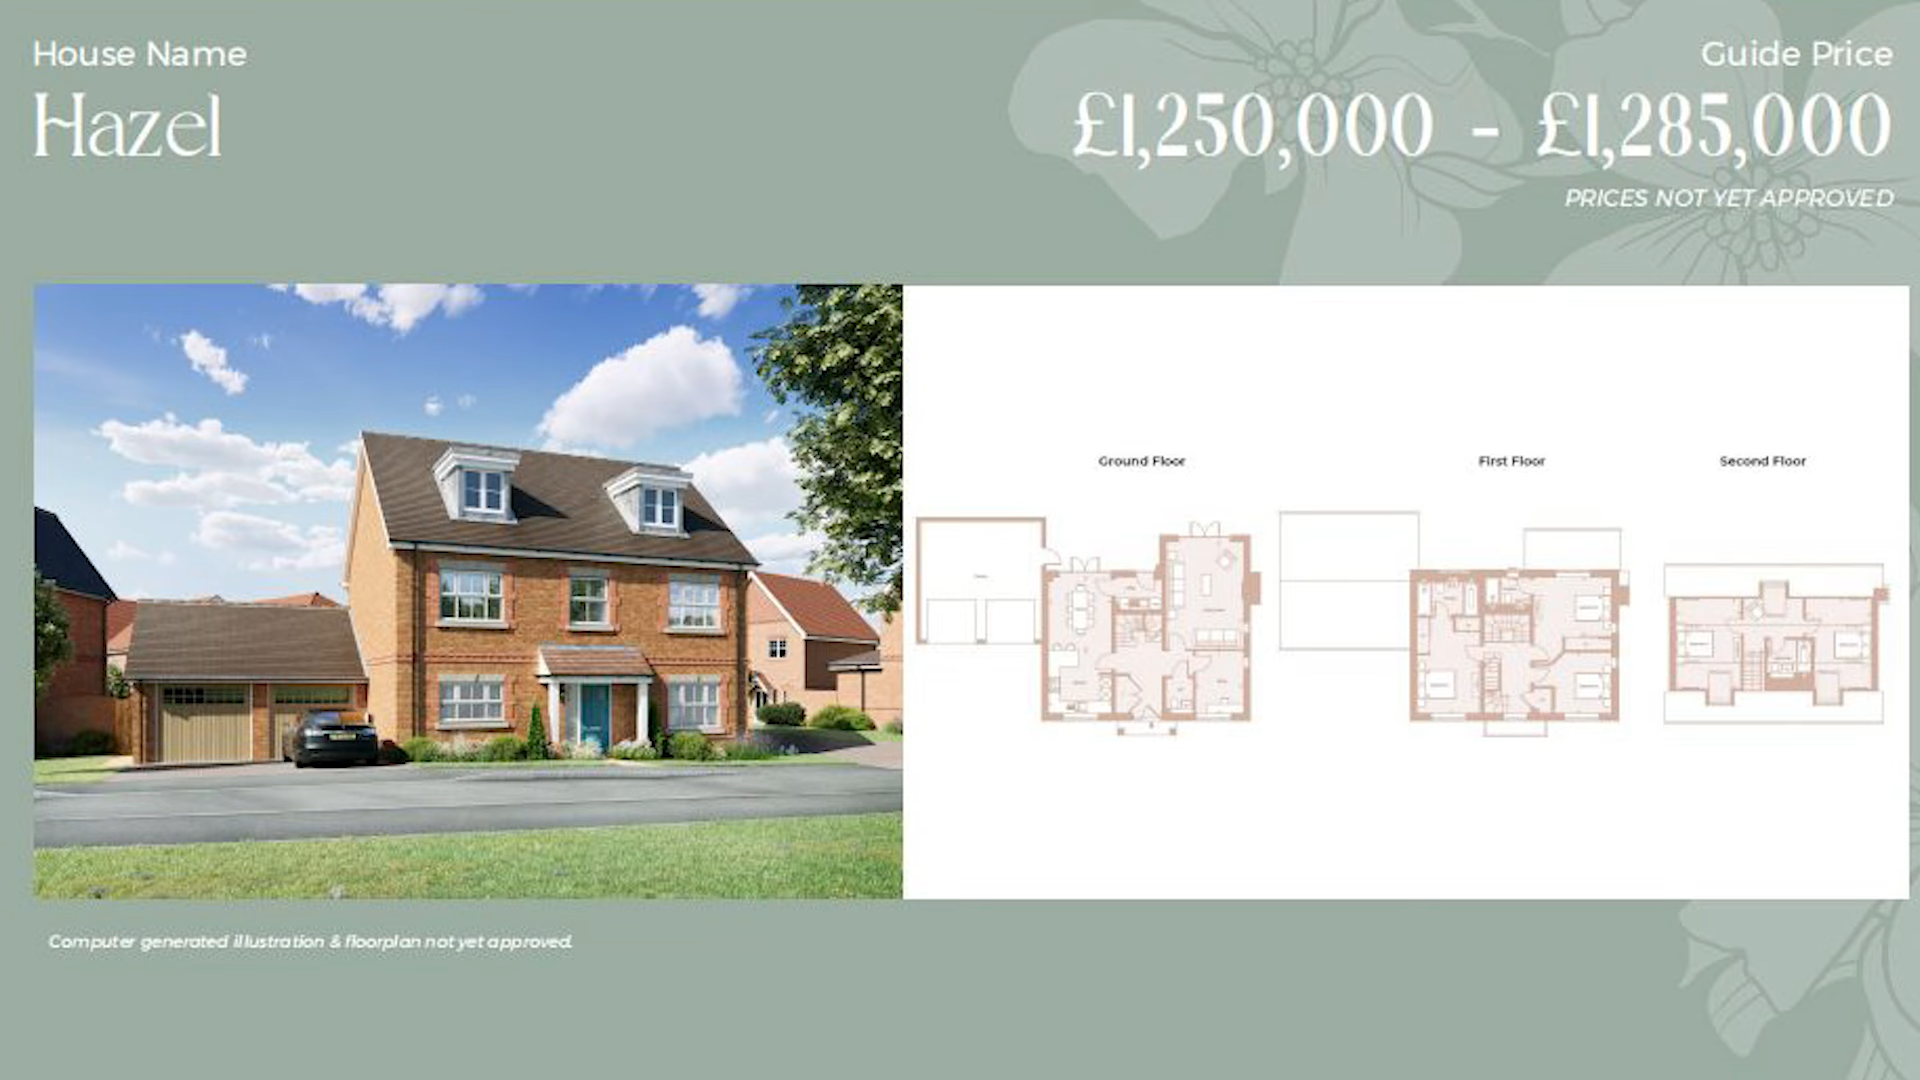 House Name
Hazel
Guide Price
£1,250,000 - £1,285,000
PRICES NOT YET APPROVED
Ground Floor
First Floor
Second Floor
Computer generated illustration & floorplan not yet approved.